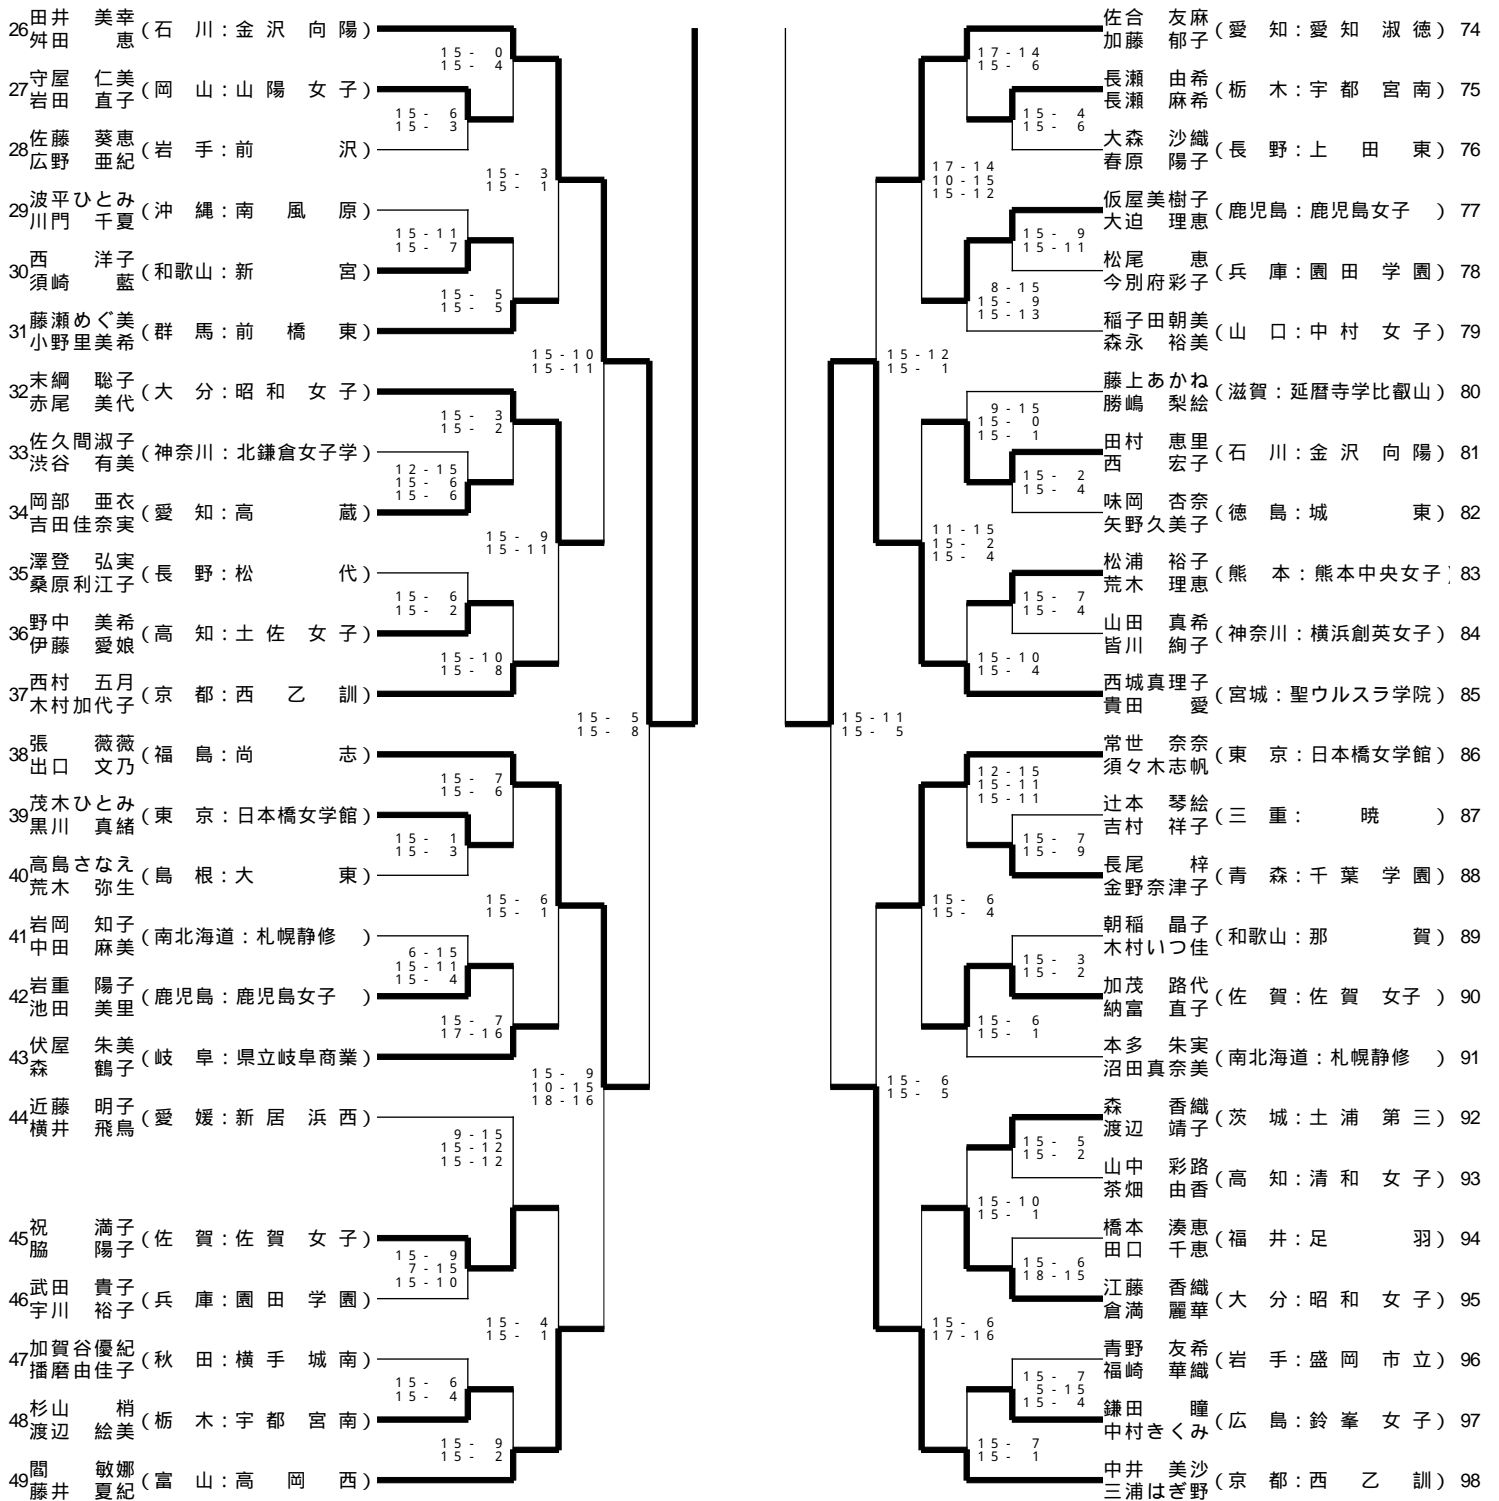 26 田井 美幸 (石 川:金 沢 向 陽)
舛田 恵
15 - 0
15 - 4
27 守屋 仁美 (岡 山:山 陽 女 子)
岩田 直子
15 - 6
15 - 3
28 佐藤 葵恵 (岩 手:前 沢)
広野 亜紀
15 - 3
15 - 1
29 波平ひとみ (沖 縄:南 風 原)
川門 千夏
15 - 11
15 - 7
30 西 洋子 (和歌山:新 宮)
須崎 藍
15 - 5
15 - 5
31 藤瀬めぐ美 (群 馬:前 橋 東)
小野里美希
15 - 10
15 - 11
32 末綱 聡子 (大 分:昭 和 女 子)
赤尾 美代
15 - 3
15 - 2
33 佐久間淑子 (神奈川:北鎌倉女子学)
渋谷 有美
12 - 15
15 - 6
15 - 6
34 岡部 亜衣 (愛 知:高 蔵)
吉田佳奈実
15 - 9
15 - 11
35 澤登 弘実 (長 野:松 代)
桑原利江子
15 - 6
15 - 2
36 野中 美希 (高 知:土 佐 女 子)
伊藤 愛娘
15 - 10
15 - 8
37 西村 五月 (京 都:西 乙 訓)
木村加代子
15 - 5
15 - 8
38 張 薇薇 (福 島:尚 志)
出口 文乃
15 - 7
15 - 6
39 茂木ひとみ (東 京:日本橋女学館)
黒川 真緒
15 - 1
15 - 3
40 高島さなえ (島 根:大 東)
荒木 弥生
15 - 6
15 - 1
41 岩岡 知子 (南北海道:札幌静修 )
中田 麻美
6 - 15
15 - 11
15 - 4
42 岩重 陽子 (鹿児島:鹿児島女子 )
池田 美里
15 - 7
17 - 16
43 伏屋 朱美 (岐 阜:県立岐阜商業)
森 鶴子
15 - 9
10 - 15
18 - 16
44 近藤 明子 (愛 媛:新 居 浜 西)
横井 飛鳥
9 - 15
15 - 12
15 - 12
45 祝 満子 (佐 賀:佐 賀 女 子)
脇 陽子
15 - 9
7 - 15
15 - 10
46 武田 貴子 (兵 庫:園 田 学 園)
宇川 裕子
15 - 4
15 - 1
47 加賀谷優紀 (秋 田:横 手 城 南)
播磨由佳子
15 - 6
15 - 4
48 杉山 梢 (栃 木:宇 都 宮 南)
渡辺 絵美
15 - 9
15 - 2
49 閻 敏娜 (富 山:高 岡 西)
藤井 夏紀
佐合 友麻 (愛 知:愛 知 淑 徳) 74
加藤 郁子
17 - 14
15 - 6
長瀬 由希 (栃 木:宇 都 宮 南) 75
長瀬 麻希
15 - 4
15 - 6
大森 沙織 (長 野:上 田 東) 76
春原 陽子
17 - 14
10 - 15
15 - 12
仮屋美樹子 (鹿児島:鹿児島女子 ) 77
大迫 理恵
15 - 9
15 - 11
松尾 恵 (兵 庫:園 田 学 園) 78
今別府彩子
8 - 15
15 - 9
15 - 13
稲子田朝美 (山 口:中 村 女 子) 79
森永 裕美
15 - 12
15 - 1
藤上あかね (滋賀:延暦寺学比叡山) 80
勝嶋 梨絵
9 - 15
15 - 0
15 - 1
田村 恵里 (石 川:金 沢 向 陽) 81
西 宏子
15 - 2
15 - 4
味岡 杏奈 (徳 島:城 東) 82
矢野久美子
11 - 15
15 - 2
15 - 4
松浦 裕子 (熊 本:熊本中央女子) 83
荒木 理恵
15 - 7
15 - 4
山田 真希 (神奈川:横浜創英女子) 84
皆川 絢子
15 - 10
15 - 4
西城真理子 (宮城:聖ウルスラ学院) 85
貴田 愛
15 - 11
15 - 5
常世 奈奈 (東 京:日本橋女学館) 86
須々木志帆
12 - 15
15 - 11
15 - 11
辻本 琴絵 (三 重: 暁 ) 87
吉村 祥子
15 - 7
15 - 9
長尾 梓 (青 森:千 葉 学 園) 88
金野奈津子
15 - 6
15 - 4
朝稲 晶子 (和歌山:那 賀) 89
木村いつ佳
15 - 3
15 - 2
加茂 路代 (佐 賀:佐 賀 女子 ) 90
納富 直子
15 - 6
15 - 1
本多 朱実 (南北海道:札幌静修 ) 91
沼田真奈美
15 - 6
15 - 5
森 香織 (茨 城:土 浦 第 三) 92
渡辺 靖子
15 - 5
15 - 2
山中 彩路 (高 知:清 和 女 子) 93
茶畑 由香
15 - 10
15 - 1
橋本 湊恵 (福 井:足 羽) 94
田口 千恵
15 - 6
18 - 15
江藤 香織 (大 分:昭 和 女 子) 95
倉満 麗華
15 - 6
17 - 16
青野 友希 (岩 手:盛 岡 市 立) 96
福崎 華織
15 - 7
5 - 15
15 - 4
鎌田 瞳 (広 島:鈴 峯 女 子) 97
中村きくみ
15 - 7
15 - 1
中井 美沙 (京 都:西 乙 訓) 98
三浦はぎ野